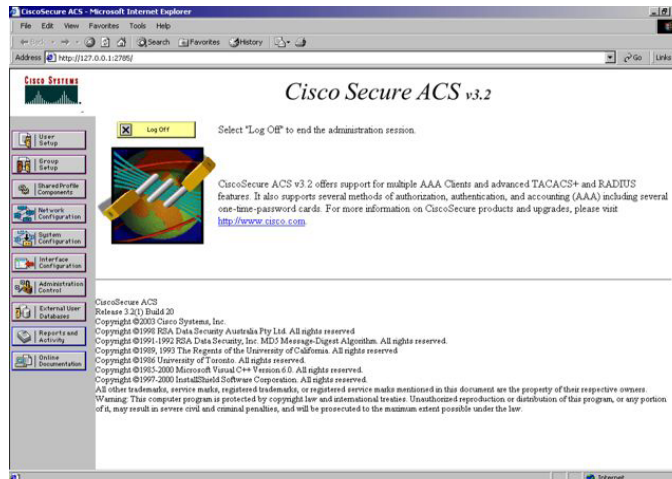 CiscoSecure ACS - Microsoft Internet Explorer
File Edit View Favorites Tools Help
Search Favorites History
Address http://127.0.0.1:2785/ Go Links
CISCO SYSTEMS
Cisco Secure ACS v3.2
Log Off
Select "Log Off" to end the administration session.
User
Setup
Group
Setup
Shared Profile
Components
Network
Configuration
System
Configuration
Interface
Configuration
Administration
Control
External User
Databases
Reports and
Activity
Online
Documentation
CiscoSecure ACS v3.2 offers support for multiple AAA Clients and advanced TACACS+ and RADIUS
features. It also supports several methods of authorization, authentication, and accounting (AAA) including several
one-time-password cards. For more information on CiscoSecure products and upgrades, please visit
http://www.cisco.com.
CiscoSecure ACS
Release 3.2(1) Build 20
Copyright ©2003 Cisco Systems, Inc.
Copyright ©1998 RSA Data Security Australia Pty Ltd. All rights reserved
Copyright ©1991-1992 RSA Data Security, Inc. MD5 Message-Digest Algorithm. All rights reserved.
Copyright ©1989, 1993 The Regents of the University of California. All rights reserved
Copyright ©1986 University of Toronto. All rights reserved.
Copyright ©1985-2000 Microsoft Visual C++ Version 6.0. All rights reserved.
Copyright ©1997-2000 InstallShield Software Corporation. All rights reserved.
All other trademarks, service marks, registered trademarks, or registered service marks mentioned in this document are the property of their respective owners.
Warning: This computer program is protected by copyright law and international treaties. Unauthorized reproduction or distribution of this program, or any portion
of it, may result in severe civil and criminal penalties, and will be prosecuted to the maximum extent possible under the law.
Internet